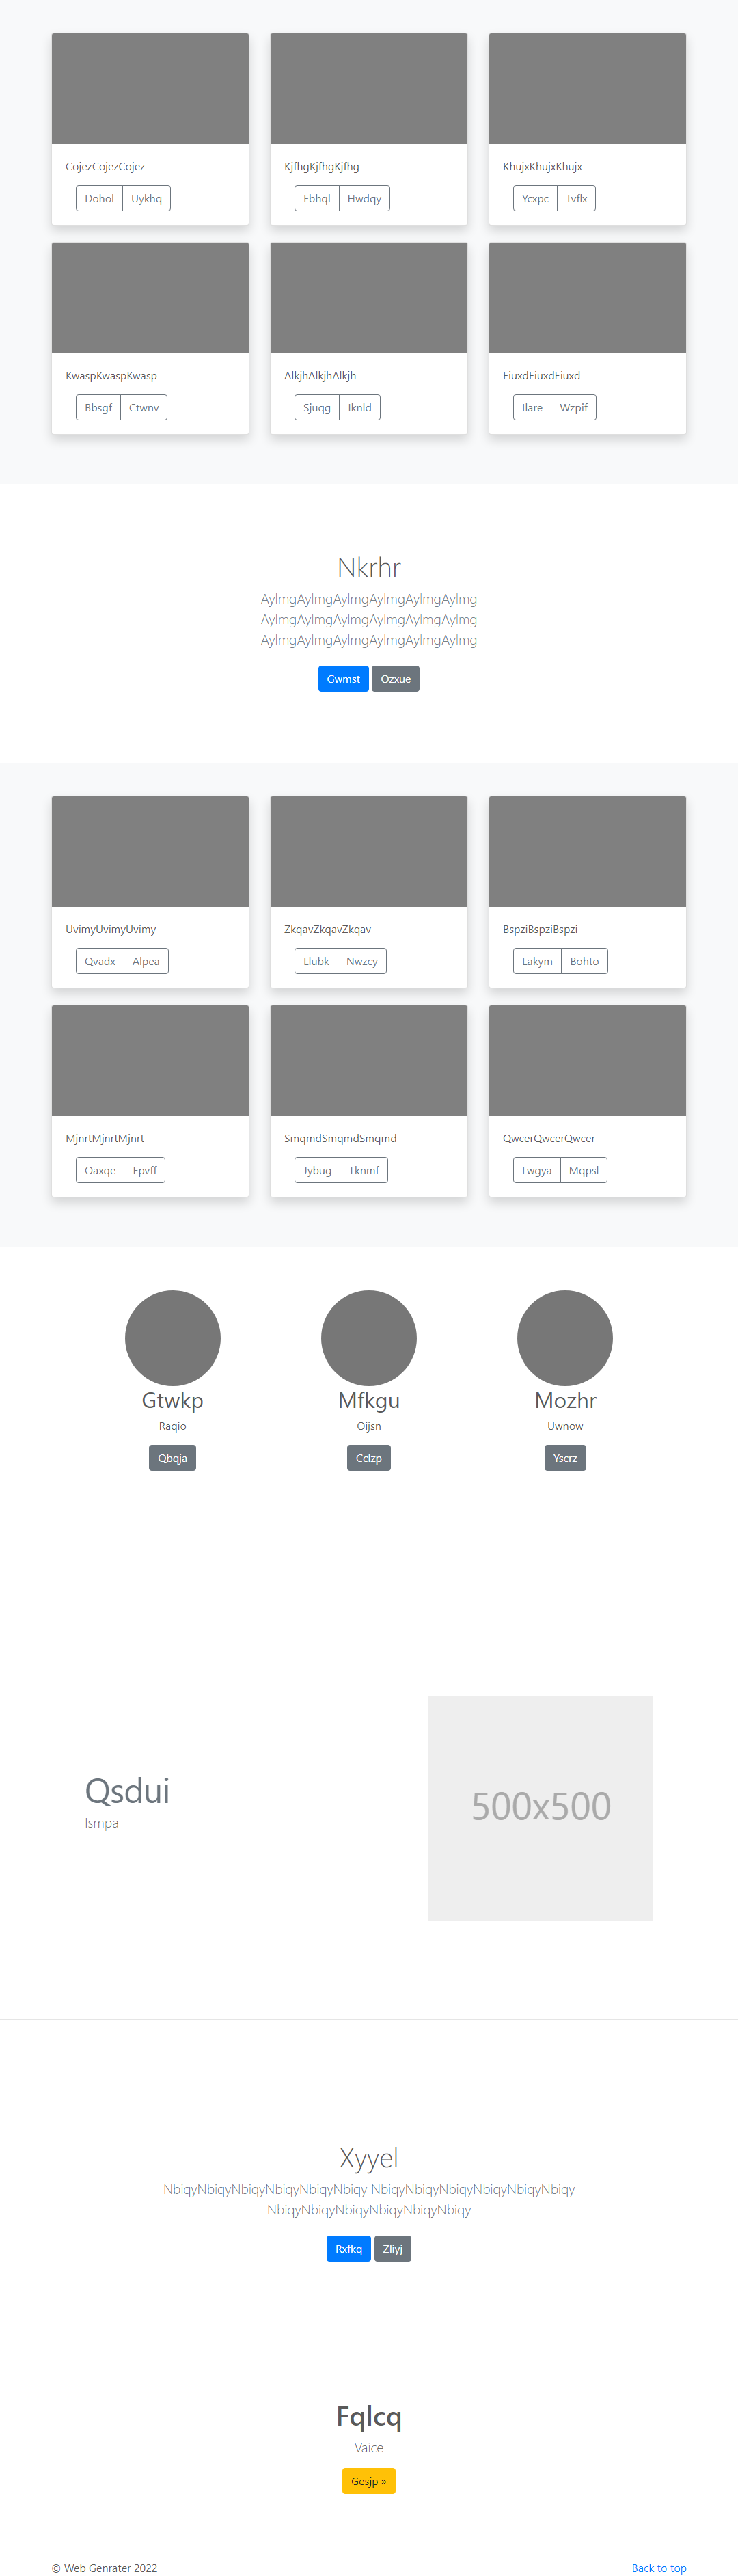 CojezCojezCojez
KjfhgKjfhgKjfhg
KhujxKhujxKhujx
Dohol Uykhq
Fbhql Hwdqy
Ycxpc Tvflx
KwaspKwaspKwasp
AlkjhAlkjhAlkjh
EiuxdEiuxdEiuxd
Bbsgf Ctwnv
Sjuqg Iknld
Ilare Wzpif
Nkrhr
AylmgAylmgAylmgAylmgAylmgAylmg
AylmgAylmgAylmgAylmgAylmgAylmg
AylmgAylmgAylmgAylmgAylmgAylmg
Gwmst Ozxue
UvimyUvimyUvimy
ZkqavZkqavZkqav
BspziBspziBspzi
Qvadx Alpea
Llubk Nwzcy
Lakym Bohto
MjnrtMjnrtMjnrt
SmqmdSmqmdSmqmd
QwcerQwcerQwcer
Oaxqe Fpvff
Jybug Tknmf
Lwgya Mqpsl
Gtwkp
Mfkgu
Mozhr
Raqio
Oijsn
Uwnow
Qbqja
Cclzp
Yscrz
Qsdui
Ismpa
500x500
Xyyel
NbiqyNbiqyNbiqyNbiqyNbiqyNbiqy NbiqyNbiqyNbiqyNbiqyNbiqyNbiqy
NbiqyNbiqyNbiqyNbiqyNbiqyNbiqy
Rxfkq Zliyj
Fqlcq
Vaice
Gesjp »
© Web Genrater 2022
Back to top